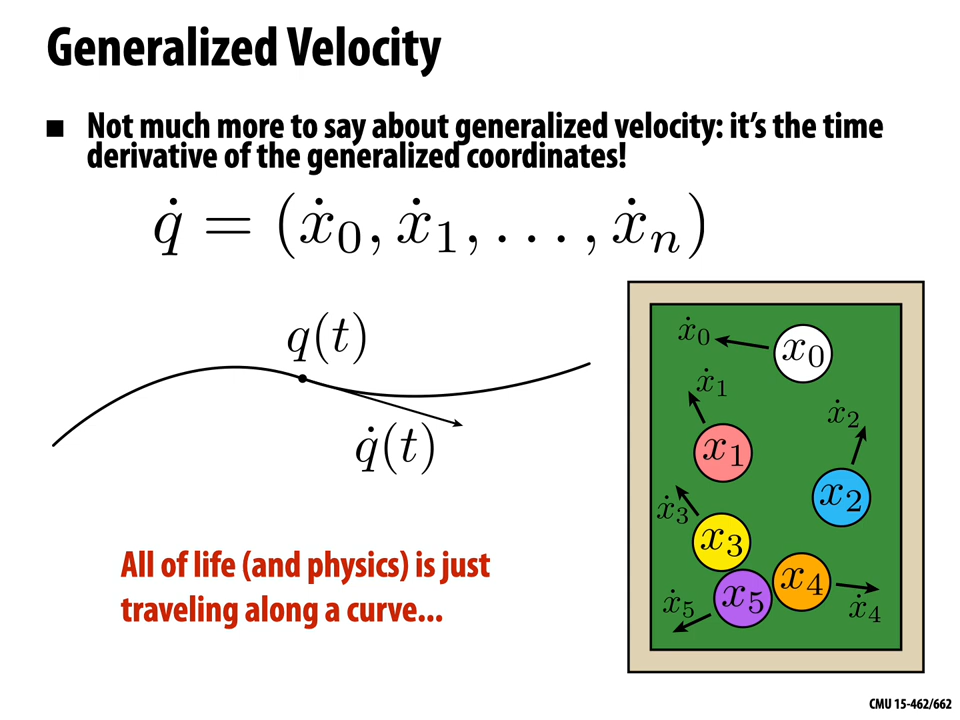 Generalized Velocity
■ Not much more to say about generalized velocity: it's the time
derivative of the generalized coordinates!
q̇ = (ẋ₀, ẋ₁, . . . , ẋₙ)
q(t)
q̇(t)
All of life (and physics) is just
traveling along a curve...
ẋ₀
x₀
ẋ₁
x₁
ẋ₂
x₂
ẋ₃
x₃
x₄
ẋ₄
ẋ₅
x₅
CMU 15-462/662